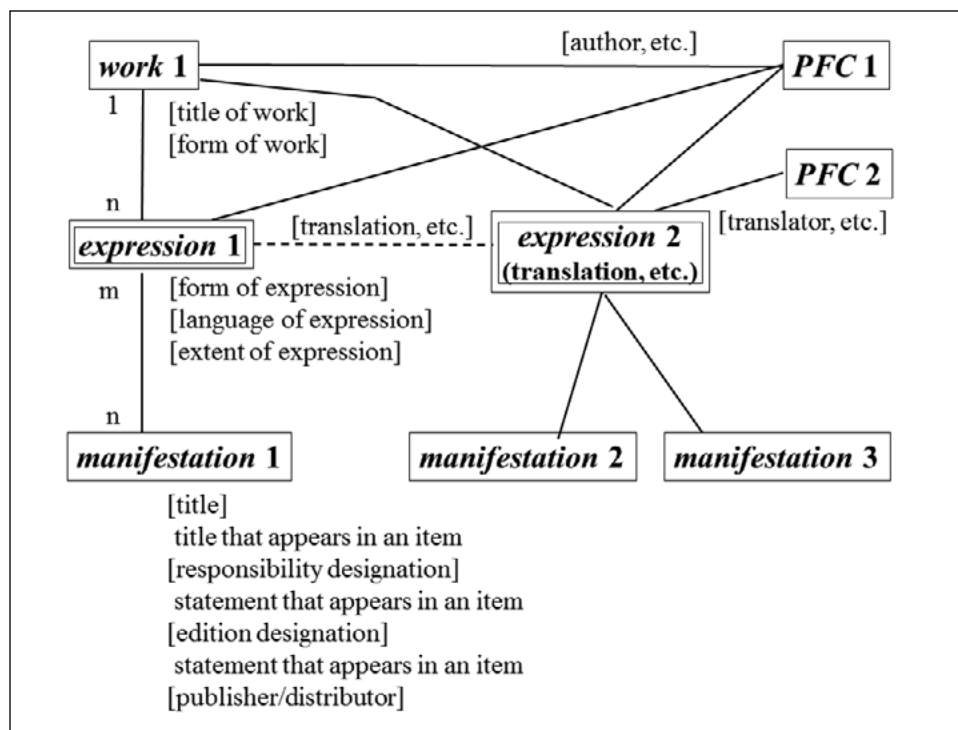 [author, etc.]
work 1
PFC 1
1
[title of work]
[form of work]
PFC 2
n
[translation, etc.]
[translator, etc.]
expression 1
expression 2
(translation, etc.)
m
[form of expression]
[language of expression]
[extent of expression]
n
manifestation 1
manifestation 2
manifestation 3
[title]
title that appears in an item
[responsibility designation]
statement that appears in an item
[edition designation]
statement that appears in an item
[publisher/distributor]